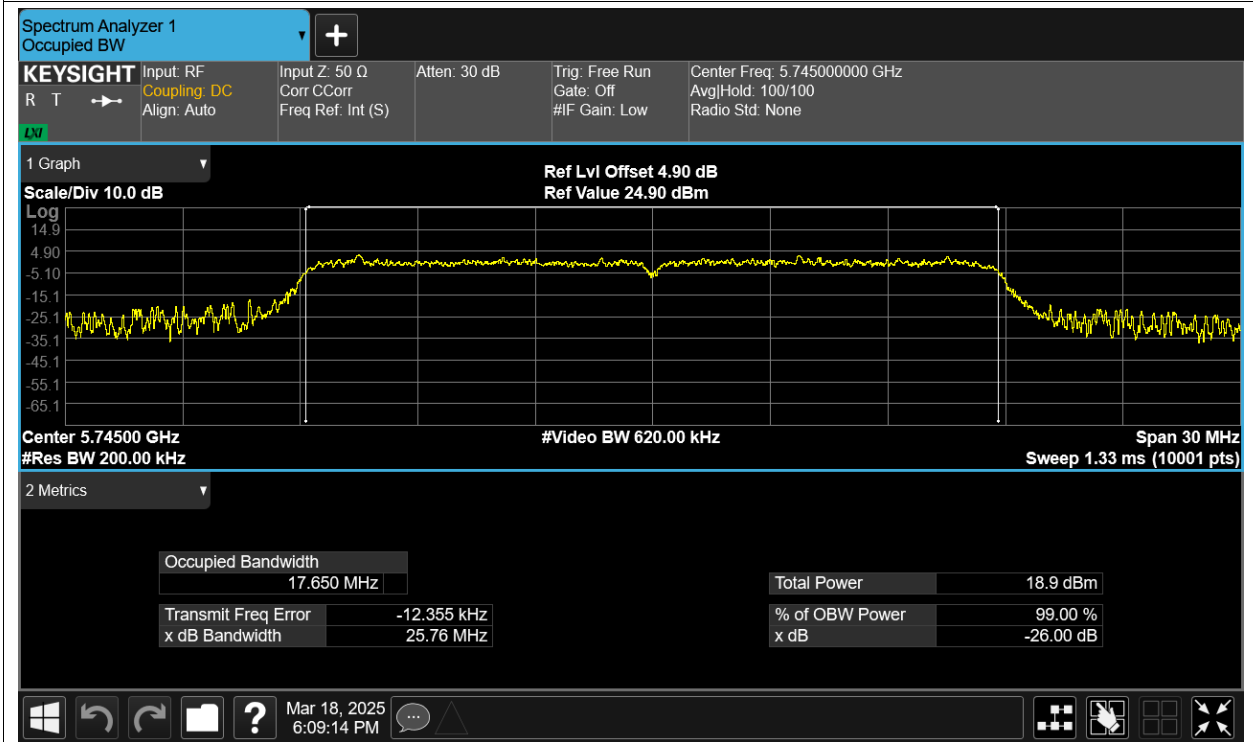 Spectrum Analyzer 1
Occupied BW
KEYSIGHT
R T
LXI
Input: RF
Coupling: DC
Align: Auto
Input Z: 50 Ω
Corr CCorr
Freq Ref: Int (S)
Atten: 30 dB
Trig: Free Run
Gate: Off
#IF Gain: Low
Center Freq: 5.745000000 GHz
Avg|Hold: 100/100
Radio Std: None
1 Graph
Scale/Div 10.0 dB
Ref Lvl Offset 4.90 dB
Ref Value 24.90 dBm
Log
14.9
4.90
-5.10
-15.1
-25.1
-35.1
-45.1
-55.1
-65.1
Center 5.74500 GHz
#Res BW 200.00 kHz
#Video BW 620.00 kHz
Span 30 MHz
Sweep 1.33 ms (10001 pts)
2 Metrics
Occupied Bandwidth
17.650 MHz
Transmit Freq Error -12.355 kHz
x dB Bandwidth 25.76 MHz
Total Power 18.9 dBm
% of OBW Power 99.00 %
x dB -26.00 dB
?
Mar 18, 2025
6:09:14 PM